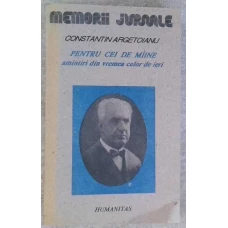 MEMORII JURNALE
CONSTANTIN ARGETOIANU
PENTRU CEI DE MÎINE
amintiri din vremea celor de ieri
HUMANITAS